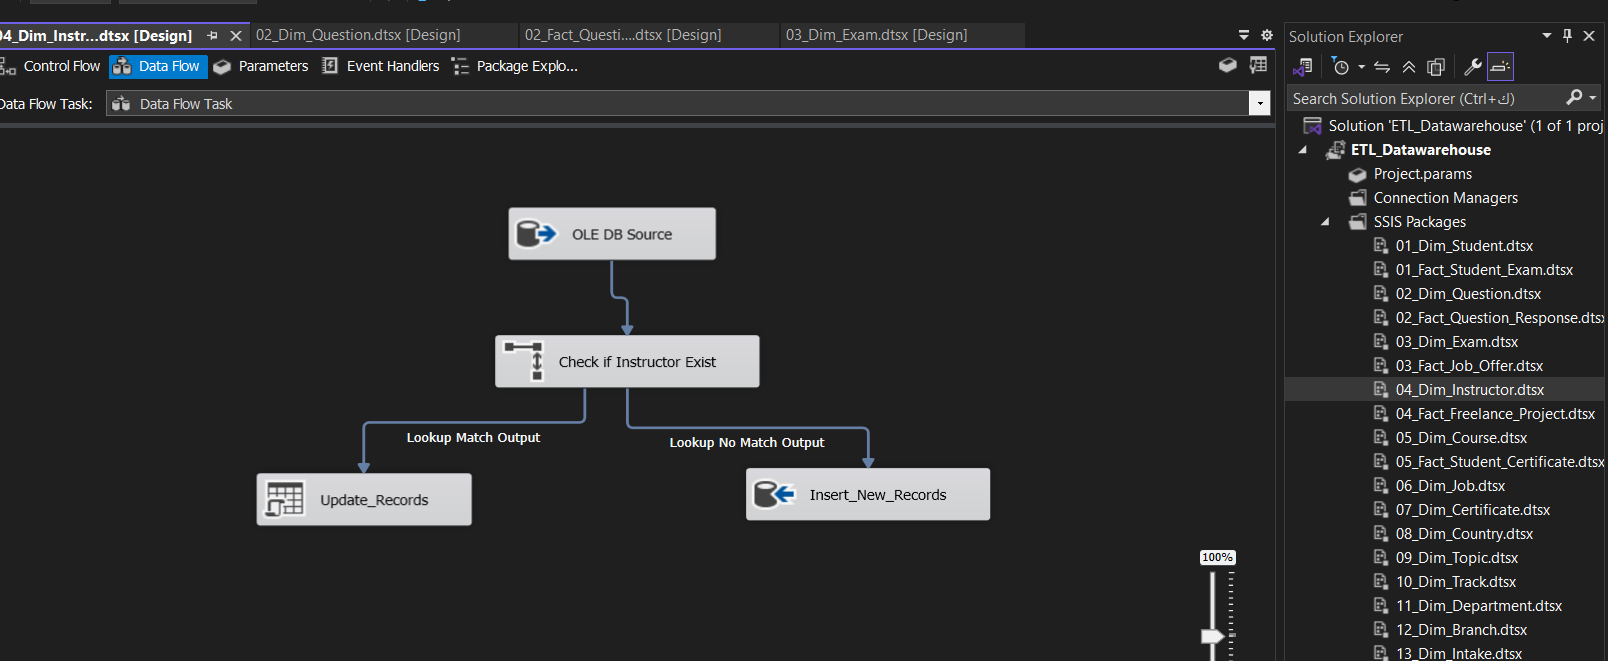 04_Dim_Instr...dtsx [Design]
02_Dim_Question.dtsx [Design]
02_Fact_Questi....dtsx [Design]
03_Dim_Exam.dtsx [Design]
Control Flow
Data Flow
Parameters
Event Handlers
Package Explo...
Data Flow Task:
Data Flow Task
OLE DB Source
Check if Instructor Exist
Lookup Match Output
Lookup No Match Output
Update_Records
Insert_New_Records
100%
Solution Explorer
Search Solution Explorer (Ctrl+ك)
Solution 'ETL_Datawarehouse' (1 of 1 proj
ETL_Datawarehouse
Project.params
Connection Managers
SSIS Packages
01_Dim_Student.dtsx
01_Fact_Student_Exam.dtsx
02_Dim_Question.dtsx
02_Fact_Question_Response.dtsx
03_Dim_Exam.dtsx
03_Fact_Job_Offer.dtsx
04_Dim_Instructor.dtsx
04_Fact_Freelance_Project.dtsx
05_Dim_Course.dtsx
05_Fact_Student_Certificate.dtsx
06_Dim_Job.dtsx
07_Dim_Certificate.dtsx
08_Dim_Country.dtsx
09_Dim_Topic.dtsx
10_Dim_Track.dtsx
11_Dim_Department.dtsx
12_Dim_Branch.dtsx
13_Dim_Intake.dtsx